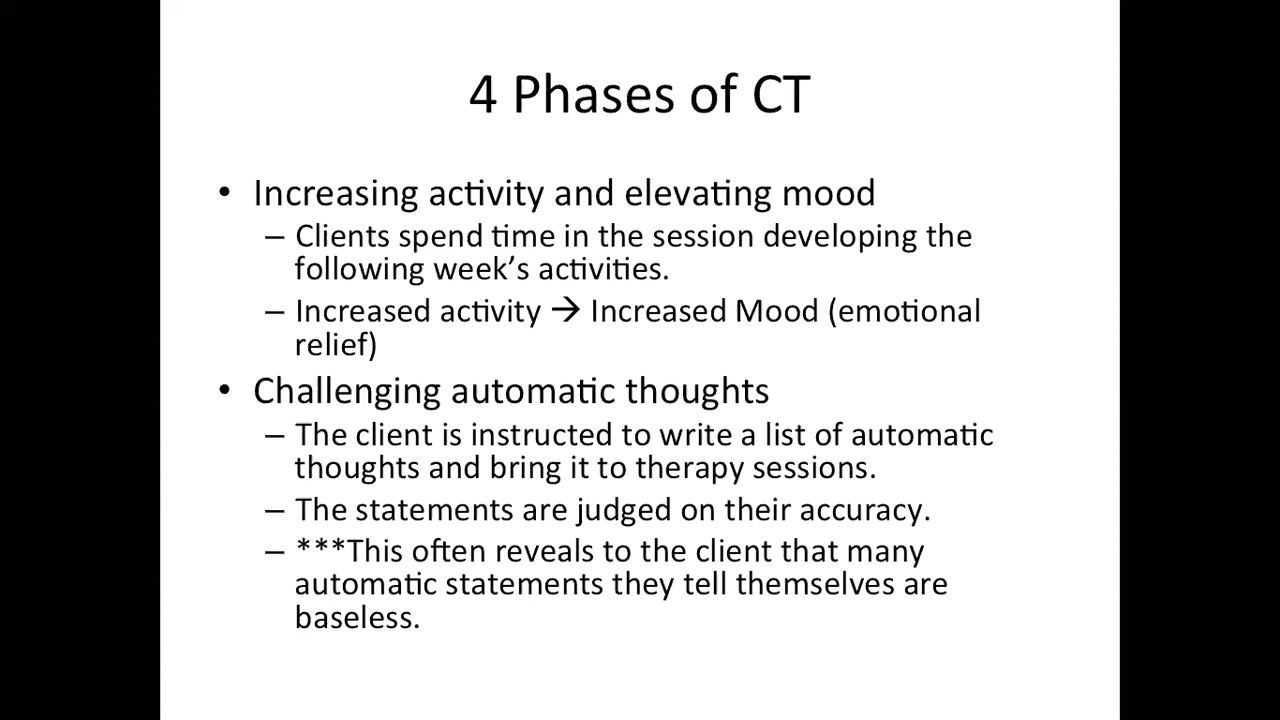 4 Phases of CT
• Increasing activity and elevating mood
– Clients spend time in the session developing the
following week’s activities.
– Increased activity → Increased Mood (emotional
relief)
• Challenging automatic thoughts
– The client is instructed to write a list of automatic
thoughts and bring it to therapy sessions.
– The statements are judged on their accuracy.
– ***This often reveals to the client that many
automatic statements they tell themselves are
baseless.